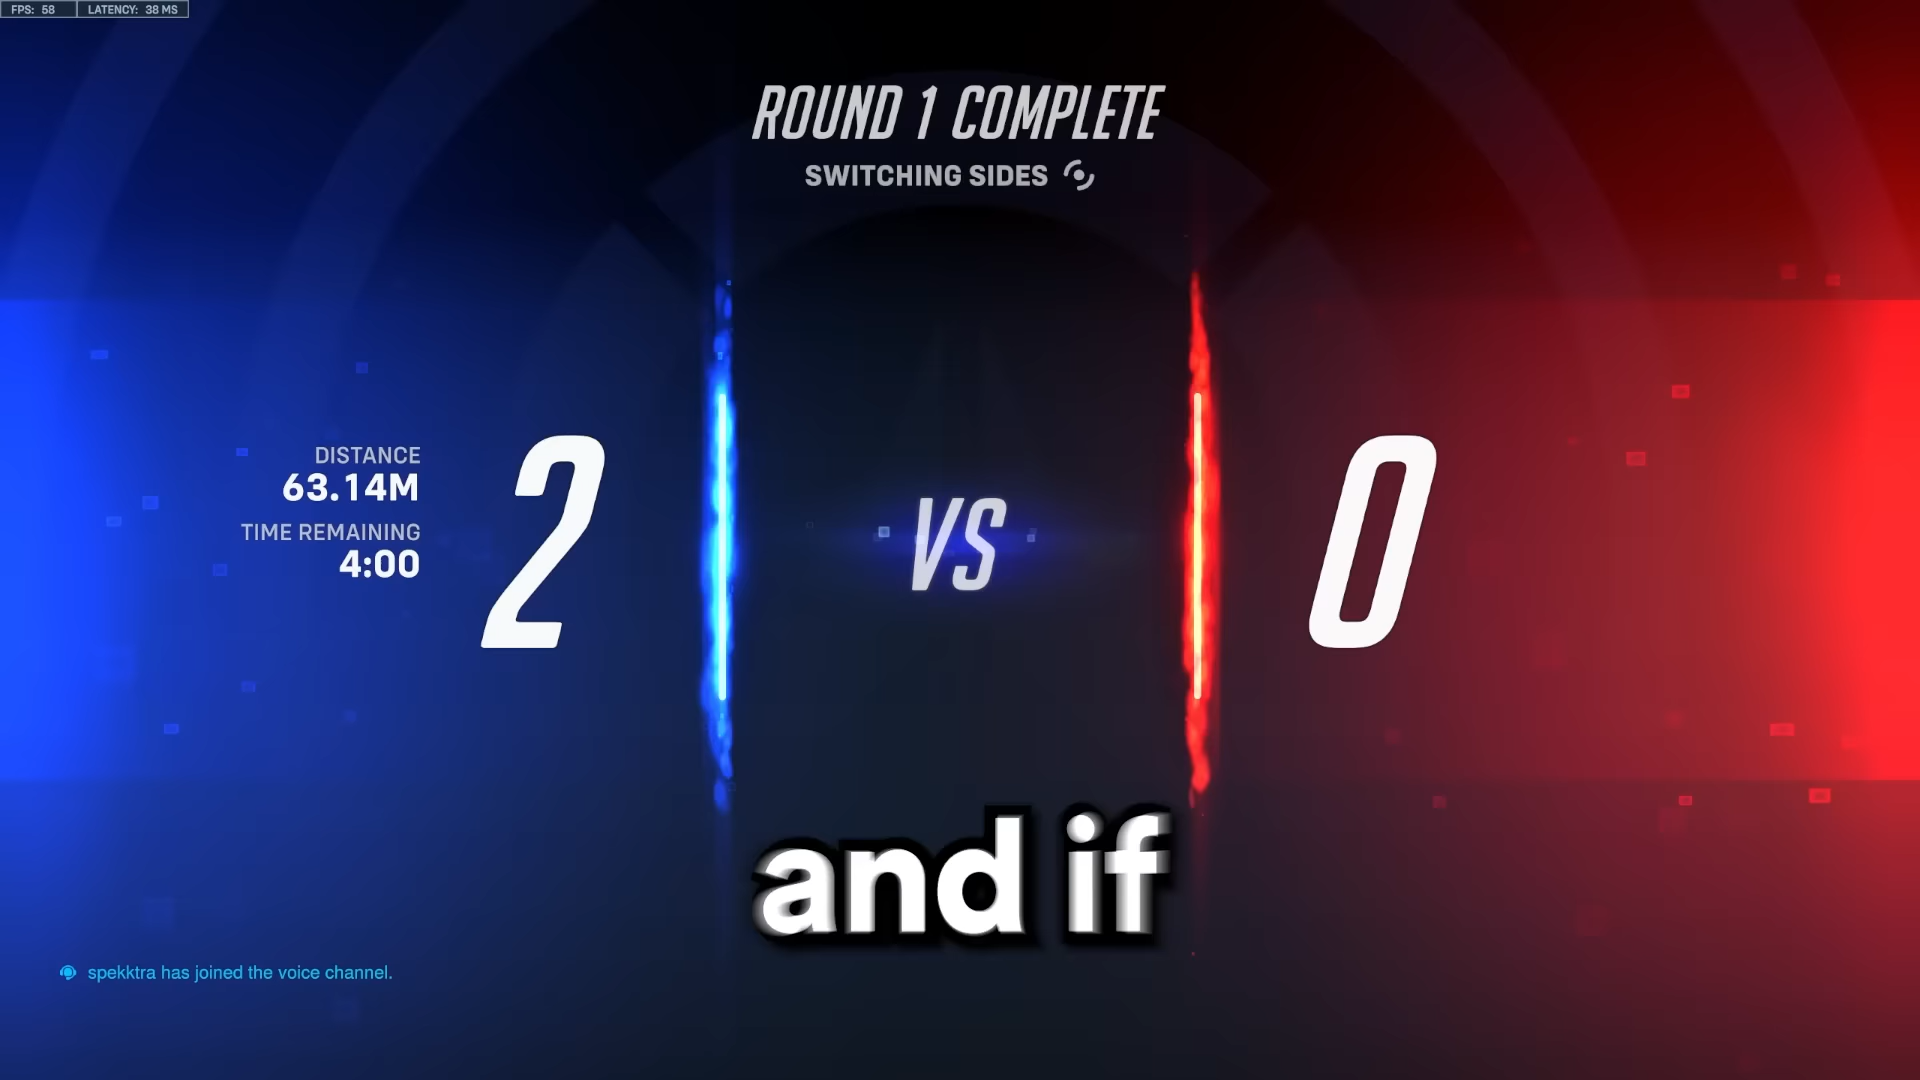 FPS: 58 LATENCY: 38 MS
ROUND 1 COMPLETE
SWITCHING SIDES
DISTANCE
63.14M
TIME REMAINING
4:00
2 VS 0
and if
spekktra has joined the voice channel.